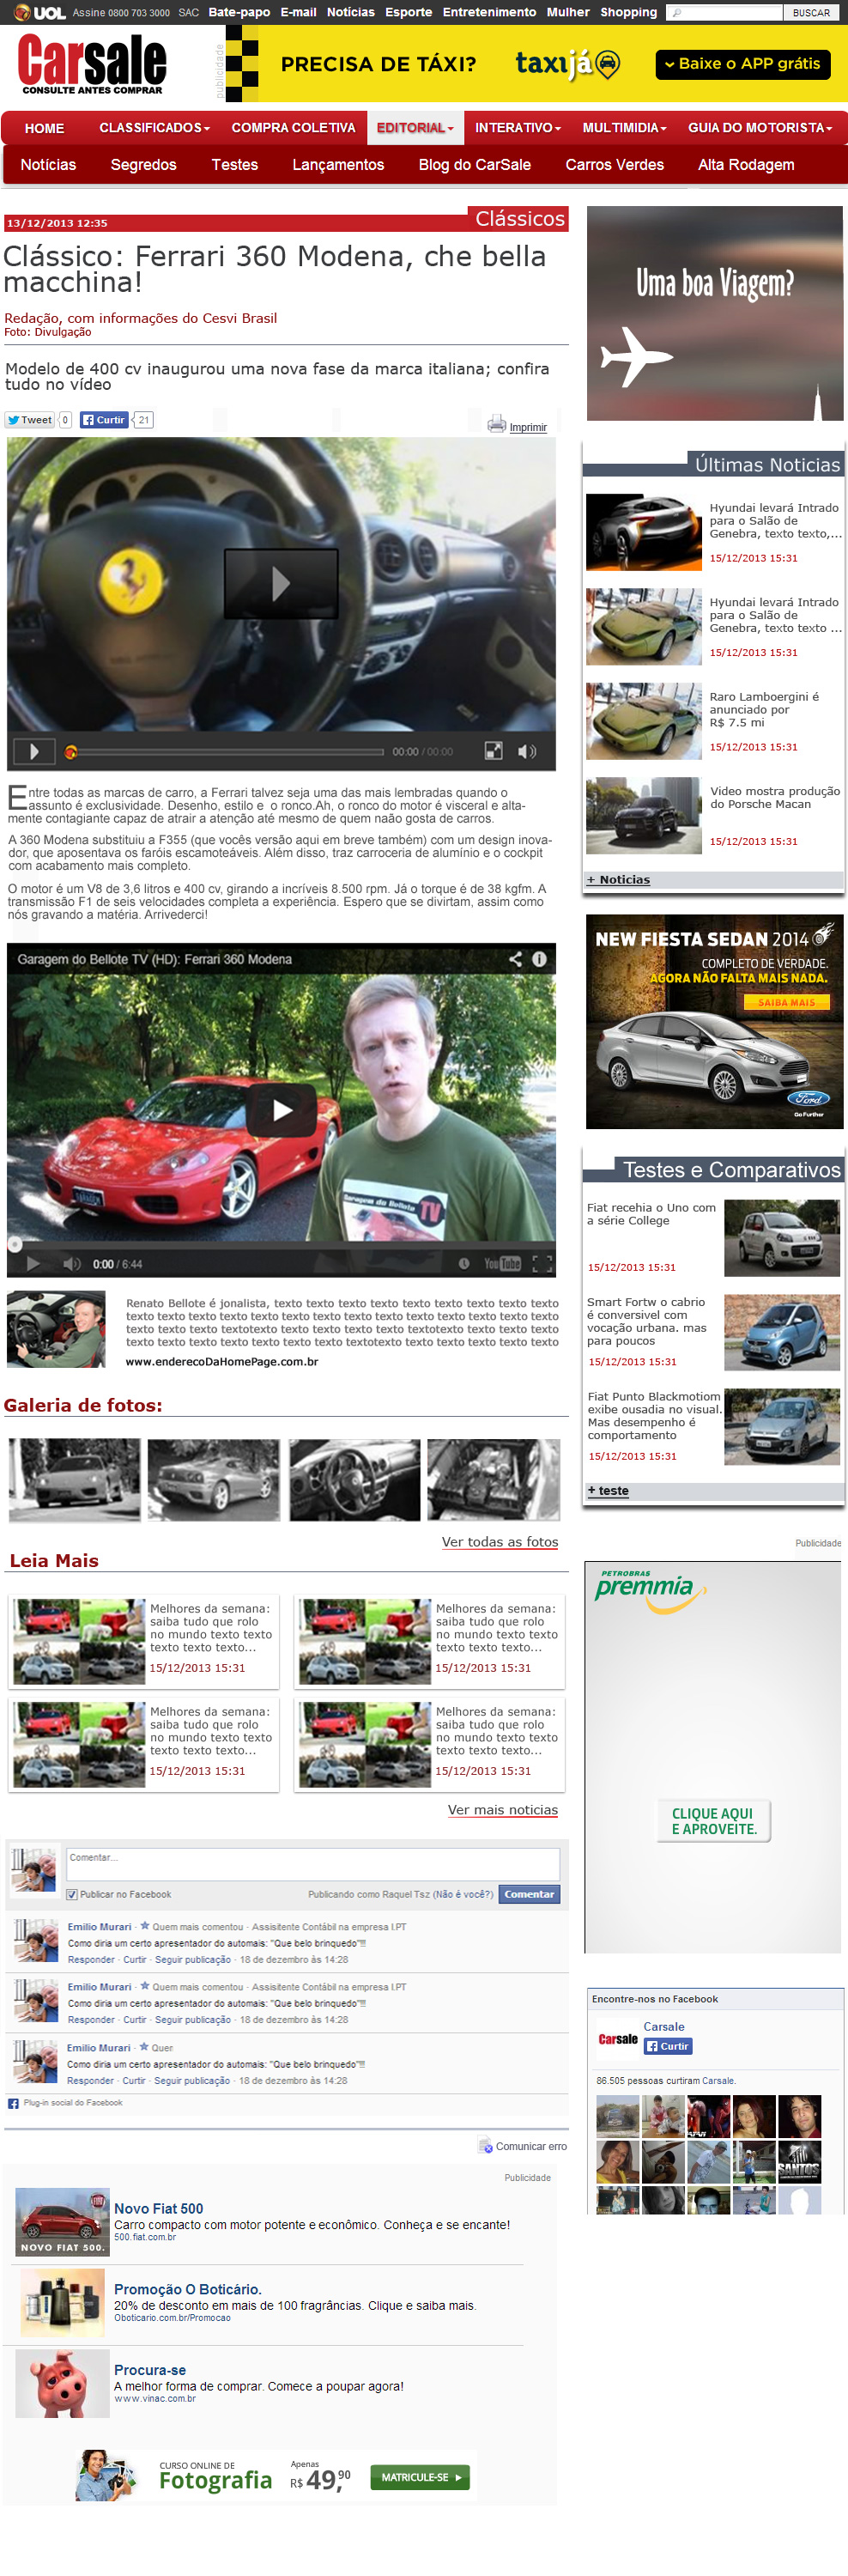 UOL Assine 0800 703 3000 SAC Bate-papo E-mail Notícias Esporte Entretenimento Mulher Shopping BUSCAR
Carsale
CONSULTE ANTES COMPRAR
publicidade
PRECISA DE TÁXI?
taxijá
Baixe o APP grátis
HOME CLASSIFICADOS COMPRA COLETIVA EDITORIAL INTERATIVO MULTIMIDIA GUIA DO MOTORISTA
Notícias Segredos Testes Lançamentos Blog do CarSale Carros Verdes Alta Rodagem
13/12/2013 12:35
Clássicos
Clássico: Ferrari 360 Modena, che bella
macchina!
Redação, com informações do Cesvi Brasil
Foto: Divulgação
Modelo de 400 cv inaugurou uma nova fase da marca italiana; confira
tudo no vídeo
Tweet 0 Curtir 21
Imprimir
00:00 / 00:00
Entre todas as marcas de carro, a Ferrari talvez seja uma das mais lembradas quando o
assunto é exclusividade. Desenho, estilo e o ronco.Ah, o ronco do motor é visceral e alta-
mente contagiante capaz de atrair a atenção até mesmo de quem naão gosta de carros.
A 360 Modena substituiu a F355 (que vocês versão aqui em breve também) com um design inova-
dor, que aposentava os faróis escamoteáveis. Além disso, traz carroceria de alumínio e o cockpit
com acabamento mais completo.
O motor é um V8 de 3,6 litros e 400 cv, girando a incríveis 8.500 rpm. Já o torque é de 38 kgfm. A
transmissão F1 de seis velocidades completa a experiência. Espero que se divirtam, assim como
nós gravando a matéria. Arrivederci!
Garagem do Bellote TV (HD): Ferrari 360 Modena
Garagem do Bellote
TV
0:00 / 6:44
YouTube
Renato Bellote é jonalista, texto texto texto texto texto texto texto texto texto
texto texto texto texto texto texto texto texto texto texto texto texto texto
texto texto texto textotexto texto texto texto texto textotexto texto texto texto
texto texto texto texto texto texto texto textotexto texto texto texto texto
www.enderecoDaHomePage.com.br
Galeria de fotos:
Ver todas as fotos
Leia Mais
Melhores da semana:
saiba tudo que rolo
no mundo texto texto
texto texto texto...
15/12/2013 15:31
Melhores da semana:
saiba tudo que rolo
no mundo texto texto
texto texto texto...
15/12/2013 15:31
Melhores da semana:
saiba tudo que rolo
no mundo texto texto
texto texto texto...
15/12/2013 15:31
Melhores da semana:
saiba tudo que rolo
no mundo texto texto
texto texto texto...
15/12/2013 15:31
Ver mais noticias
Comentar...
Publicar no Facebook
Publicando como Raquel Tsz (Não é você?) Comentar
Emilio Murari · Quem mais comentou · Assisitente Contábil na empresa I.PT
Como diria um certo apresentador do automais: "Que belo brinquedo"!!!
Responder · Curtir · Seguir publicação · 18 de dezembro às 14:28
Emilio Murari · Quem mais comentou · Assisitente Contábil na empresa I.PT
Como diria um certo apresentador do automais: "Que belo brinquedo"!!!
Responder · Curtir · Seguir publicação · 18 de dezembro às 14:28
Emilio Murari · Quer
Como diria um certo apresentador do automais: "Que belo brinquedo"!!!
Responder · Curtir · Seguir publicação · 18 de dezembro às 14:28
Plug-in social do Facebook
Comunicar erro
Publicidade
NOVO FIAT 500.
Novo Fiat 500
Carro compacto com motor potente e econômico. Conheça e se encante!
500.fiat.com.br
Promoção O Boticário.
20% de desconto em mais de 100 fragrâncias. Clique e saiba mais.
Oboticario.com.br/Promocao
Procura-se
A melhor forma de comprar. Comece a poupar agora!
www.vinac.com.br
CURSO ONLINE DE
Fotografia
Apenas
R$ 49,90
MATRICULE-SE
Uma boa Viagem?
Últimas Noticias
Hyundai levará Intrado
para o Salão de
Genebra, texto texto,...
15/12/2013 15:31
Hyundai levará Intrado
para o Salão de
Genebra, texto texto ...
15/12/2013 15:31
Raro Lamboergini é
anunciado por
R$ 7.5 mi
15/12/2013 15:31
Video mostra produção
do Porsche Macan
15/12/2013 15:31
+ Noticias
NEW FIESTA SEDAN 2014
COMPLETO DE VERDADE.
AGORA NÃO FALTA MAIS NADA.
SAIBA MAIS
Ford
Go Further
Testes e Comparativos
Fiat recehia o Uno com
a série College
15/12/2013 15:31
Smart Fortw o cabrio
é conversivel com
vocação urbana. mas
para poucos
15/12/2013 15:31
Fiat Punto Blackmotiom
exibe ousadia no visual.
Mas desempenho é
comportamento
15/12/2013 15:31
+ teste
Publicidade
PETROBRAS
premmia
CLIQUE AQUI
E APROVEITE.
Encontre-nos no Facebook
Carsale
Carsale
Curtir
86.505 pessoas curtiram Carsale.
SANTOS